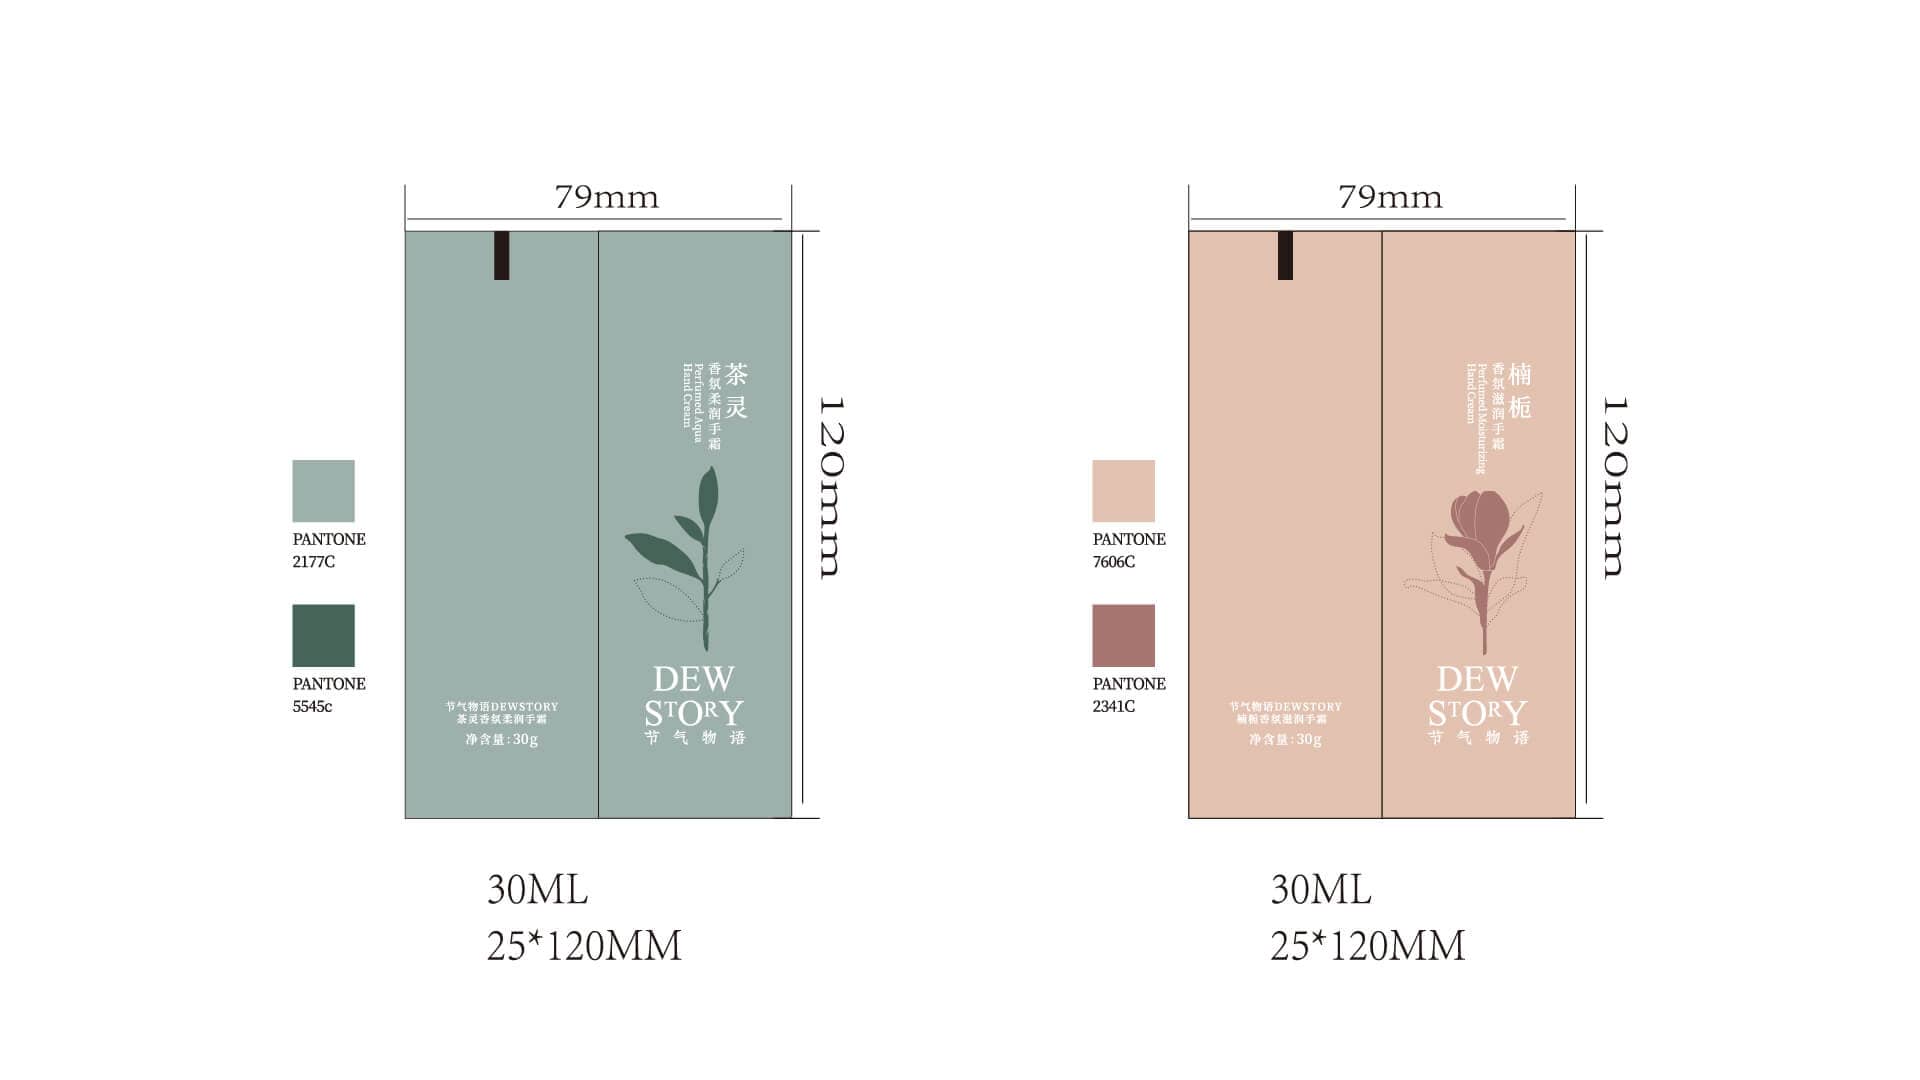 79mm
120mm
茶灵
香氛柔润手霜
Perfumed Aqua
Hand Cream
DEW
STORY
节气物语
节气物语DEWSTORY
茶灵香氛柔润手霜
净含量:30g
PANTONE
2177C
PANTONE
5545c
30ML
25*120MM
79mm
120mm
楠栀
香氛滋润手霜
Perfumed Moisturizing
Hand Cream
DEW
STORY
节气物语
节气物语DEWSTORY
楠栀香氛滋润手霜
净含量:30g
PANTONE
7606C
PANTONE
2341C
30ML
25*120MM